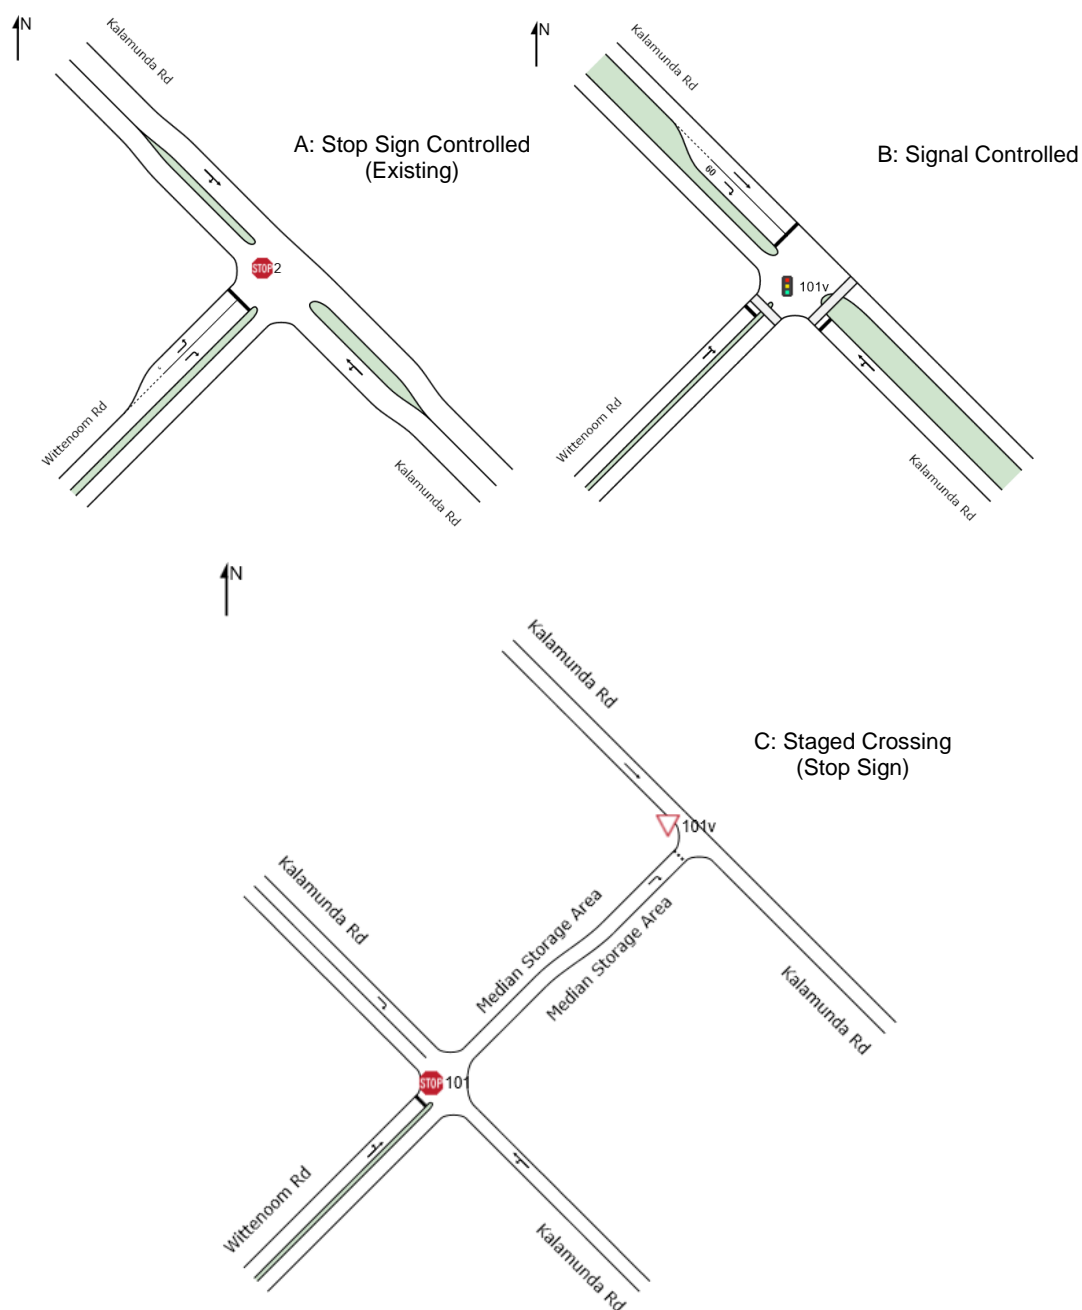 N
Kalamunda Rd
A: Stop Sign Controlled
(Existing)
STOP 2
Wittenoom Rd
Kalamunda Rd
N
Kalamunda Rd
B: Signal Controlled
60
101v
Wittenoom Rd
Kalamunda Rd
N
Kalamunda Rd
C: Staged Crossing
(Stop Sign)
101v
Kalamunda Rd
Median Storage Area
Median Storage Area
Kalamunda Rd
STOP 101
Wittenoom Rd
Kalamunda Rd